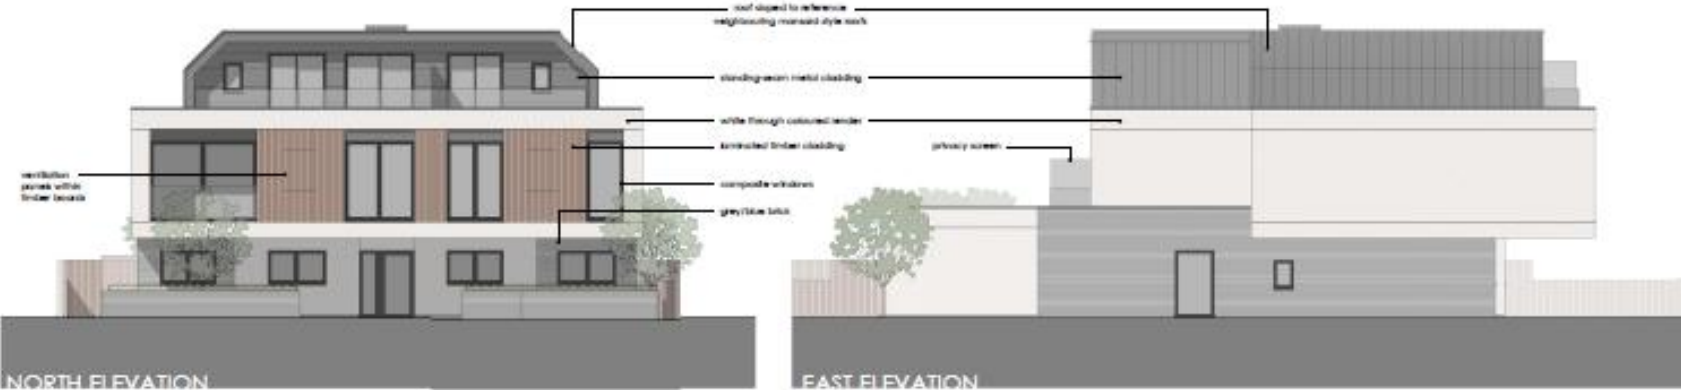 roof sloped to reference
neighbouring mansard style roofs
standing-seam metal cladding
white through coloured render
laminated timber cladding
privacy screen
ventilation
panels within
timber boards
composite windows
grey/blue brick
NORTH ELEVATION
EAST ELEVATION